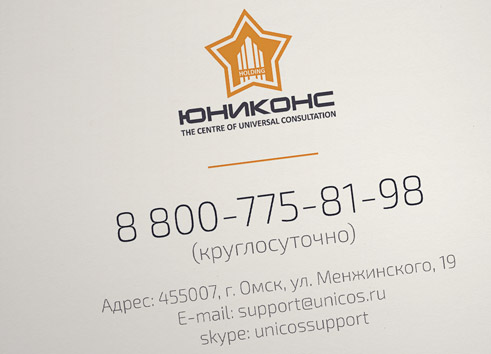 HOLDING
ЮНИКОНС
THE CENTRE OF UNIVERSAL CONSULTATION
8 800-775-81-98
(круглосуточно)
Адрес: 455007, г. Омск, ул. Менжинского, 19
E-mail: support@unicos.ru
skype: unicossupport